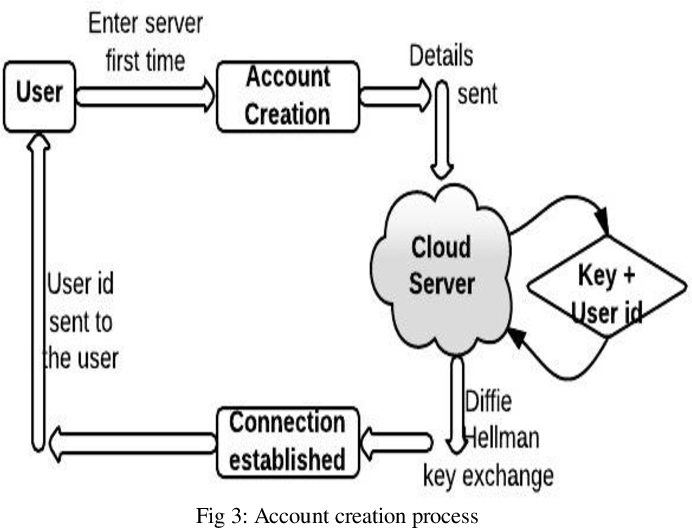 Enter server
first time
User
Account
Creation
Details
sent
Cloud
Server
Key +
User id
User id
sent to
the user
Connection
established
Diffie
Hellman
key exchange
Fig 3: Account creation process